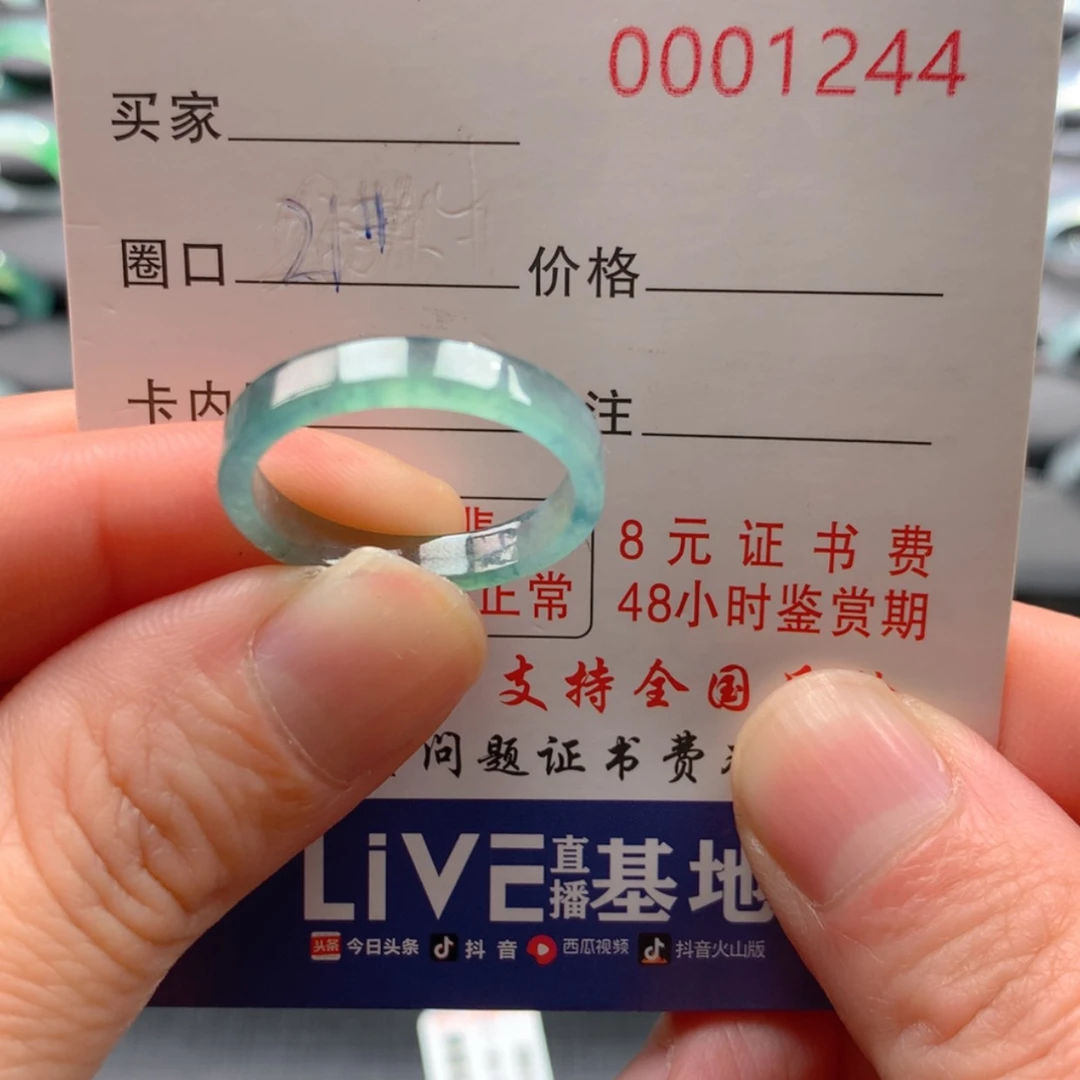 0001244
买家
圈口 21# 价格
卡内 注
正常
8元证书费
48小时鉴赏期
支持全国
问题证书费
LiVE直播基地
今日头条 抖音 西瓜视频 抖音火山版